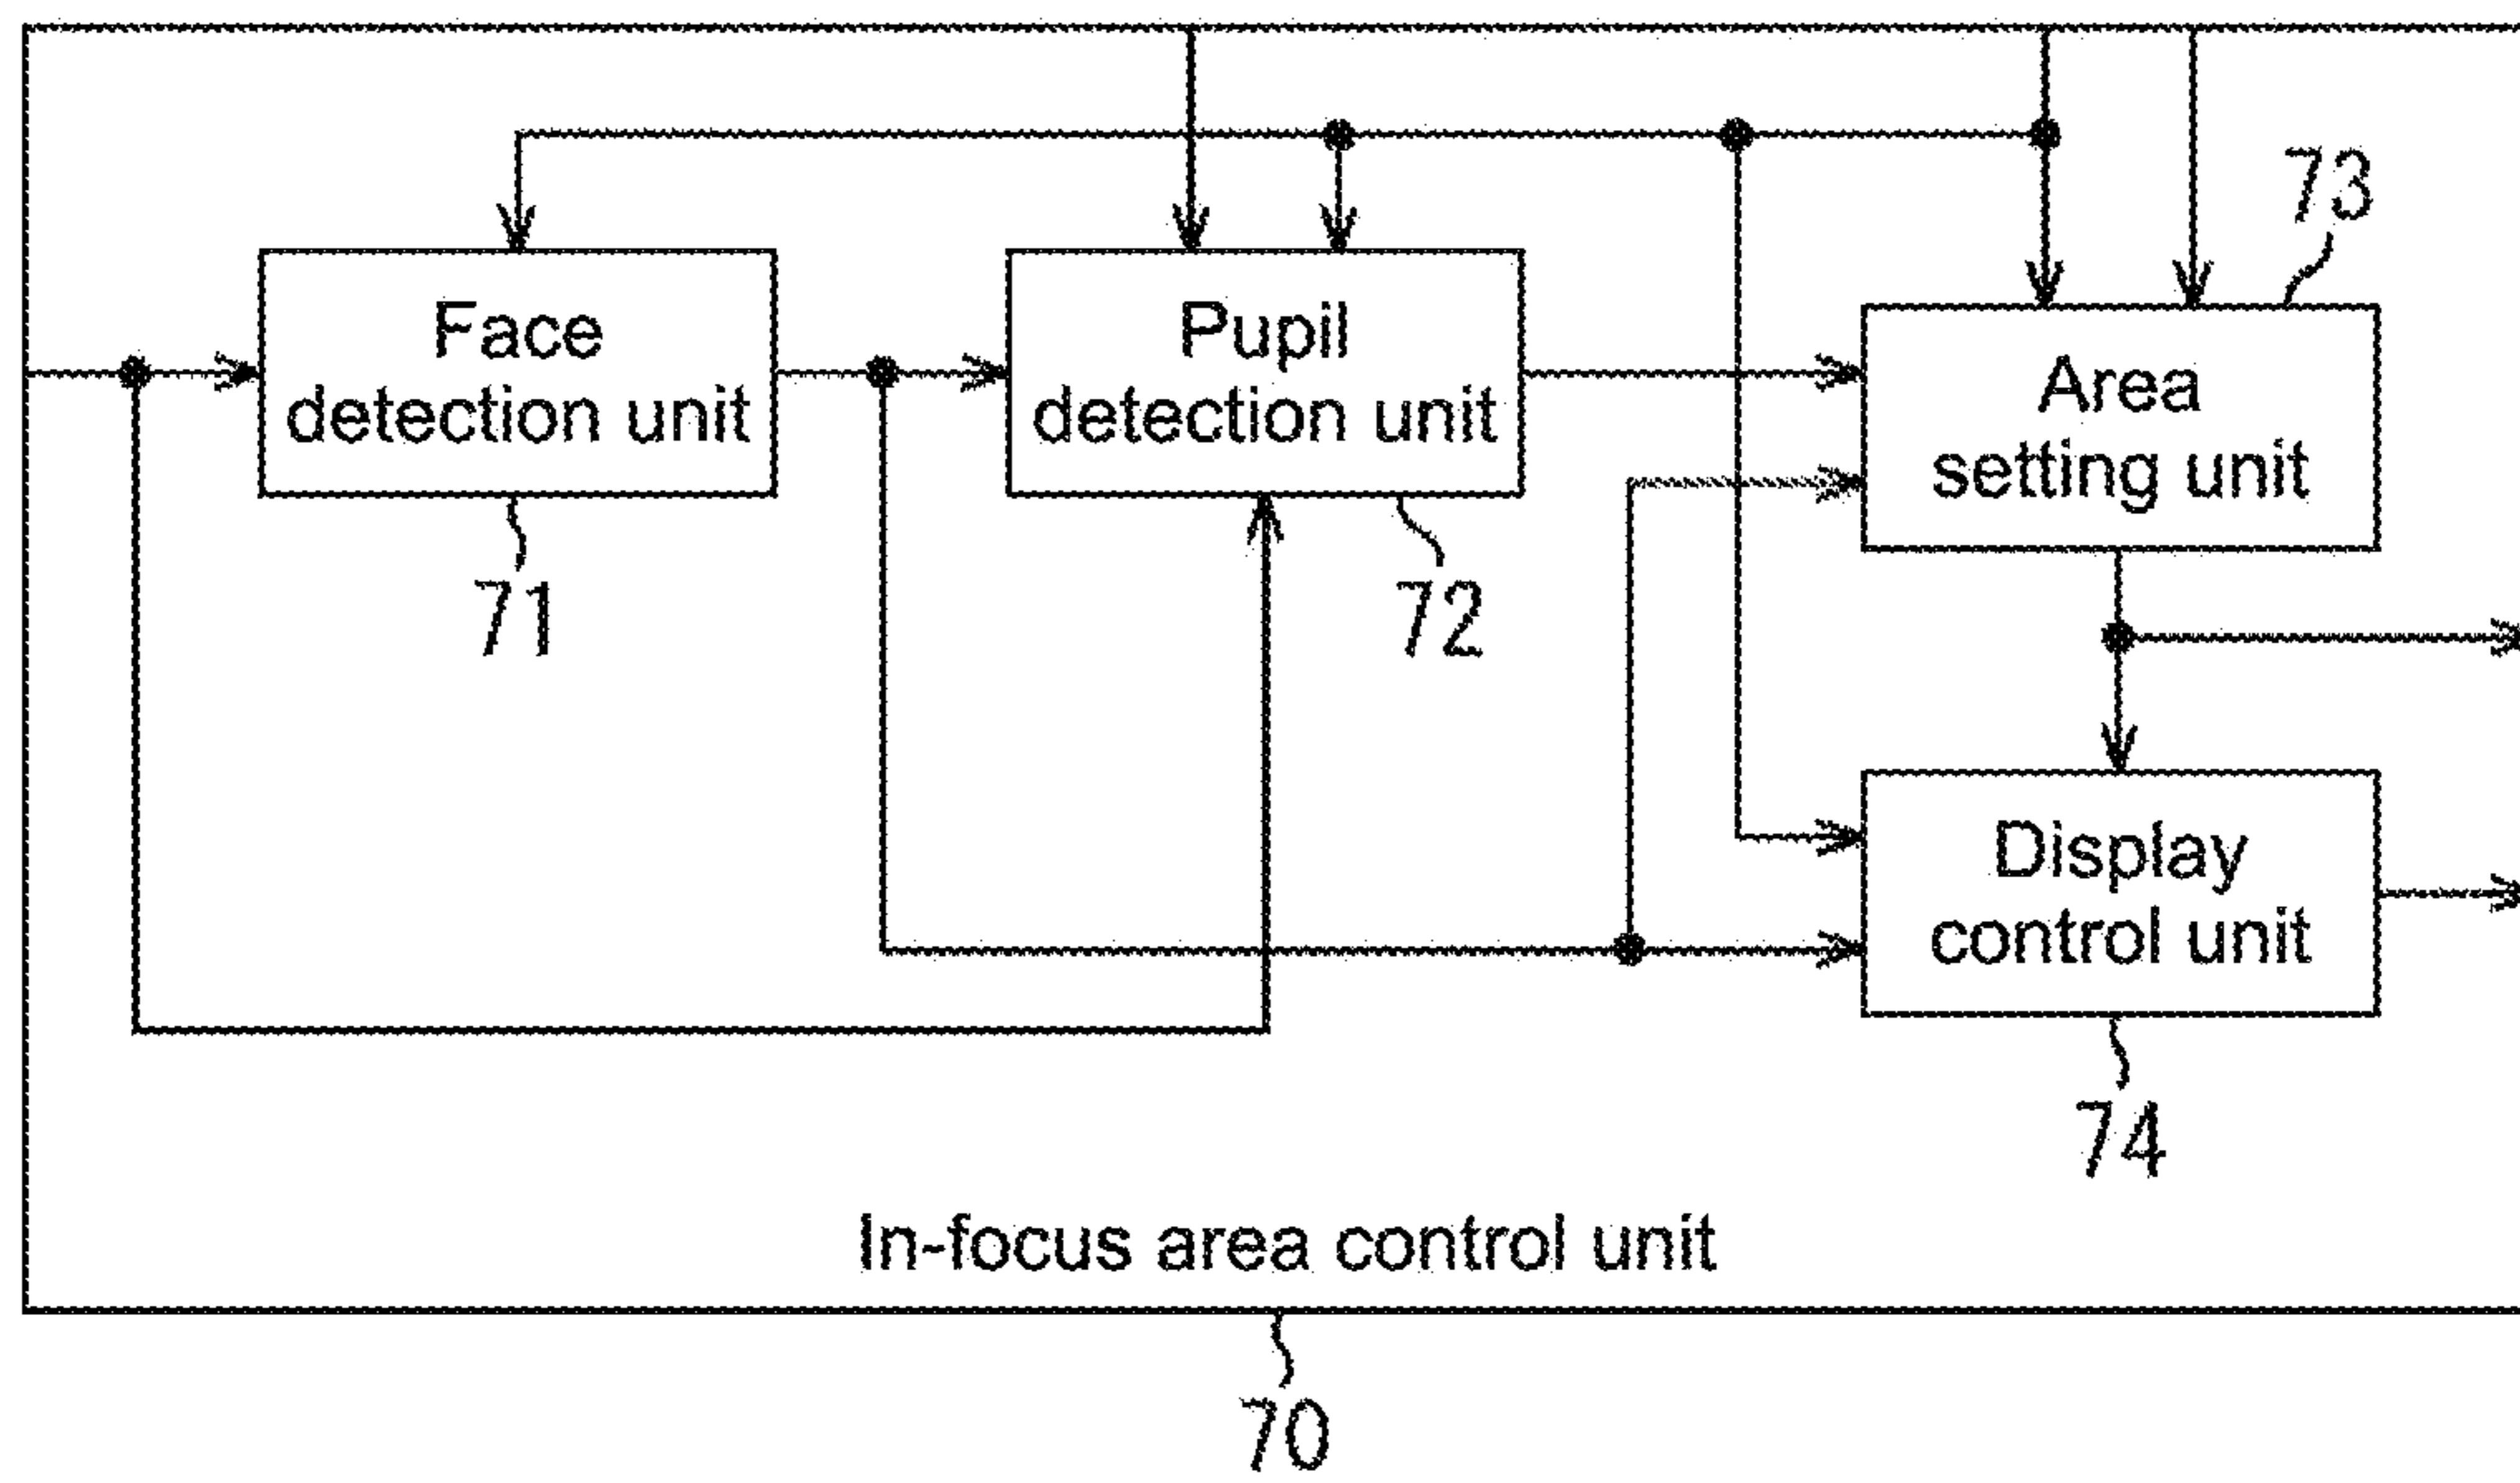 73
Face
detection unit
Pupil
detection unit
Area
setting unit
71
72
Display
control unit
74
In-focus area control unit
70